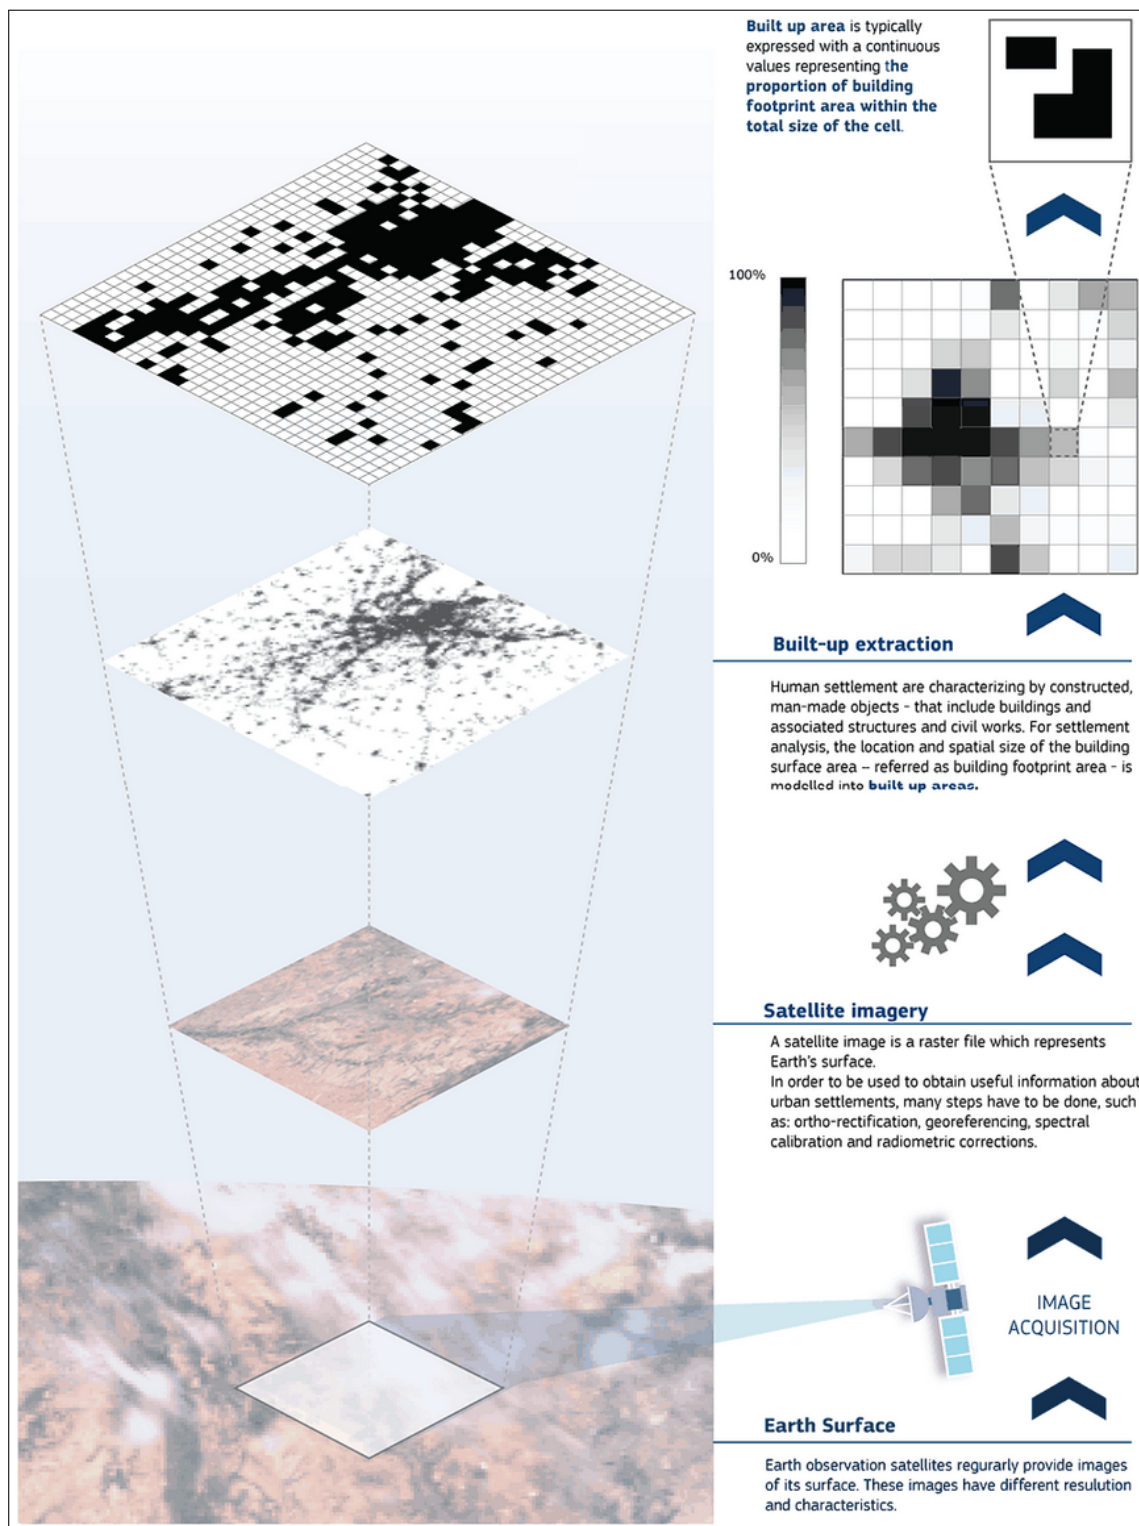 Built up area is typically
expressed with a continuous
values representing the
proportion of building
footprint area within the
total size of the cell.
100%
0%
Built-up extraction
Human settlement are characterizing by constructed,
man-made objects - that include buildings and
associated structures and civil works. For settlement
analysis, the location and spatial size of the building
surface area – referred as building footprint area - is
modelled into built up areas.
Satellite imagery
A satellite image is a raster file which represents
Earth's surface.
In order to be used to obtain useful information about
urban settlements, many steps have to be done, such
as: ortho-rectification, georeferencing, spectral
calibration and radiometric corrections.
IMAGE
ACQUISITION
Earth Surface
Earth observation satellites regurarly provide images
of its surface. These images have different resulution
and characteristics.